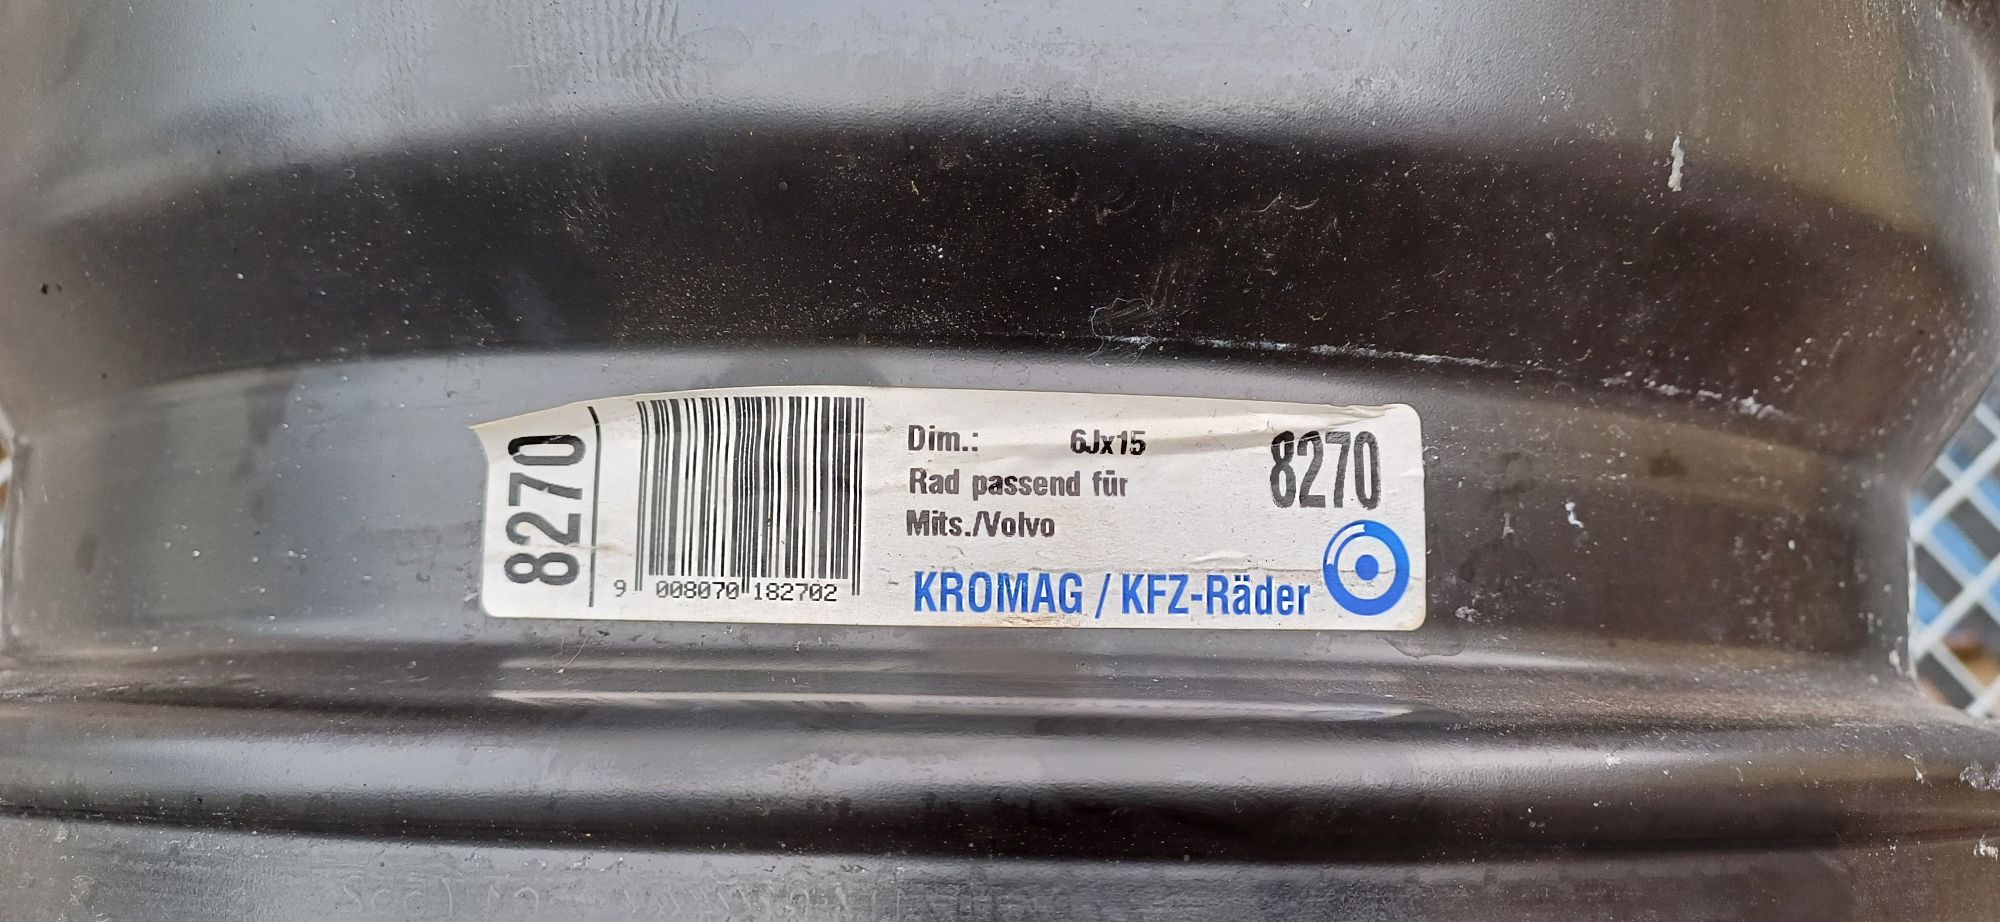 8270
9 008070 182702
Dim.: 6Jx15
Rad passend für
Mits./Volvo
8270
KROMAG / KFZ-Räder